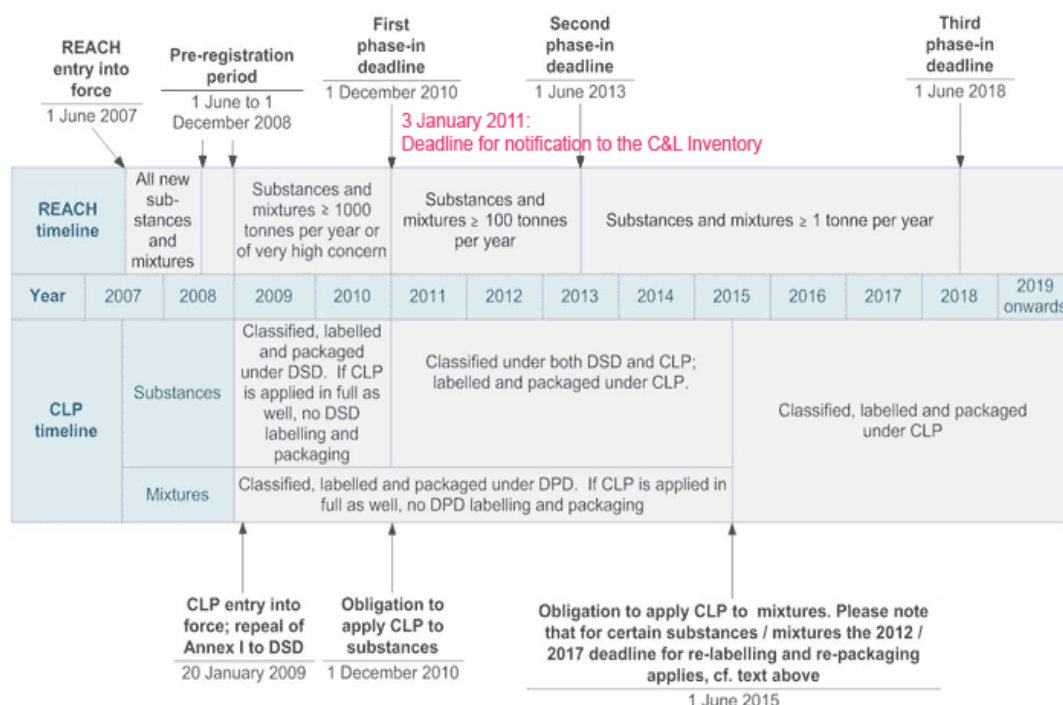 REACH
entry into
force
1 June 2007
Pre-registration
period
1 June to 1
December 2008
First
phase-in
deadline
1 December 2010
Second
phase-in
deadline
1 June 2013
Third
phase-in
deadline
1 June 2018
3 January 2011:
Deadline for notification to the C&L Inventory
REACH
timeline
All new
sub-
stances
and
mixtures
Substances and
mixtures ≥ 1000
tonnes per year or
of very high concern
Substances and
mixtures ≥ 100 tonnes
per year
Substances and mixtures ≥ 1 tonne per year
Year
2007
2008
2009
2010
2011
2012
2013
2014
2015
2016
2017
2018
2019
onwards
CLP
timeline
Substances
Classified, labelled
and packaged
under DSD. If CLP
is applied in full
as well, no DSD
labelling and
packaging
Classified under both DSD and CLP;
labelled and packaged under CLP.
Classified, labelled and packaged
under CLP
Mixtures
Classified, labelled and packaged under DPD. If CLP is applied in
full as well, no DPD labelling and packaging
CLP entry into
force; repeal of
Annex I to DSD
20 January 2009
Obligation to
apply CLP to
substances
1 December 2010
Obligation to apply CLP to mixtures. Please note
that for certain substances / mixtures the 2012 /
2017 deadline for re-labelling and re-packaging
applies, cf. text above
1 June 2015